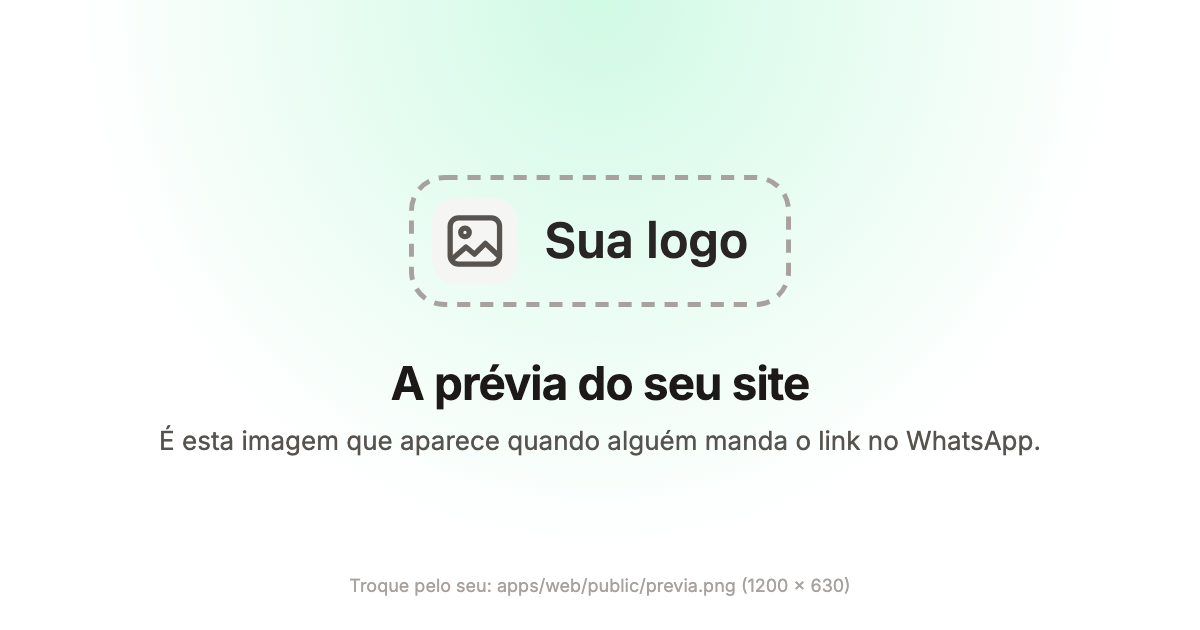 Sua logo
A prévia do seu site
É esta imagem que aparece quando alguém manda o link no WhatsApp.
Troque pelo seu: apps/web/public/previa.png (1200 × 630)